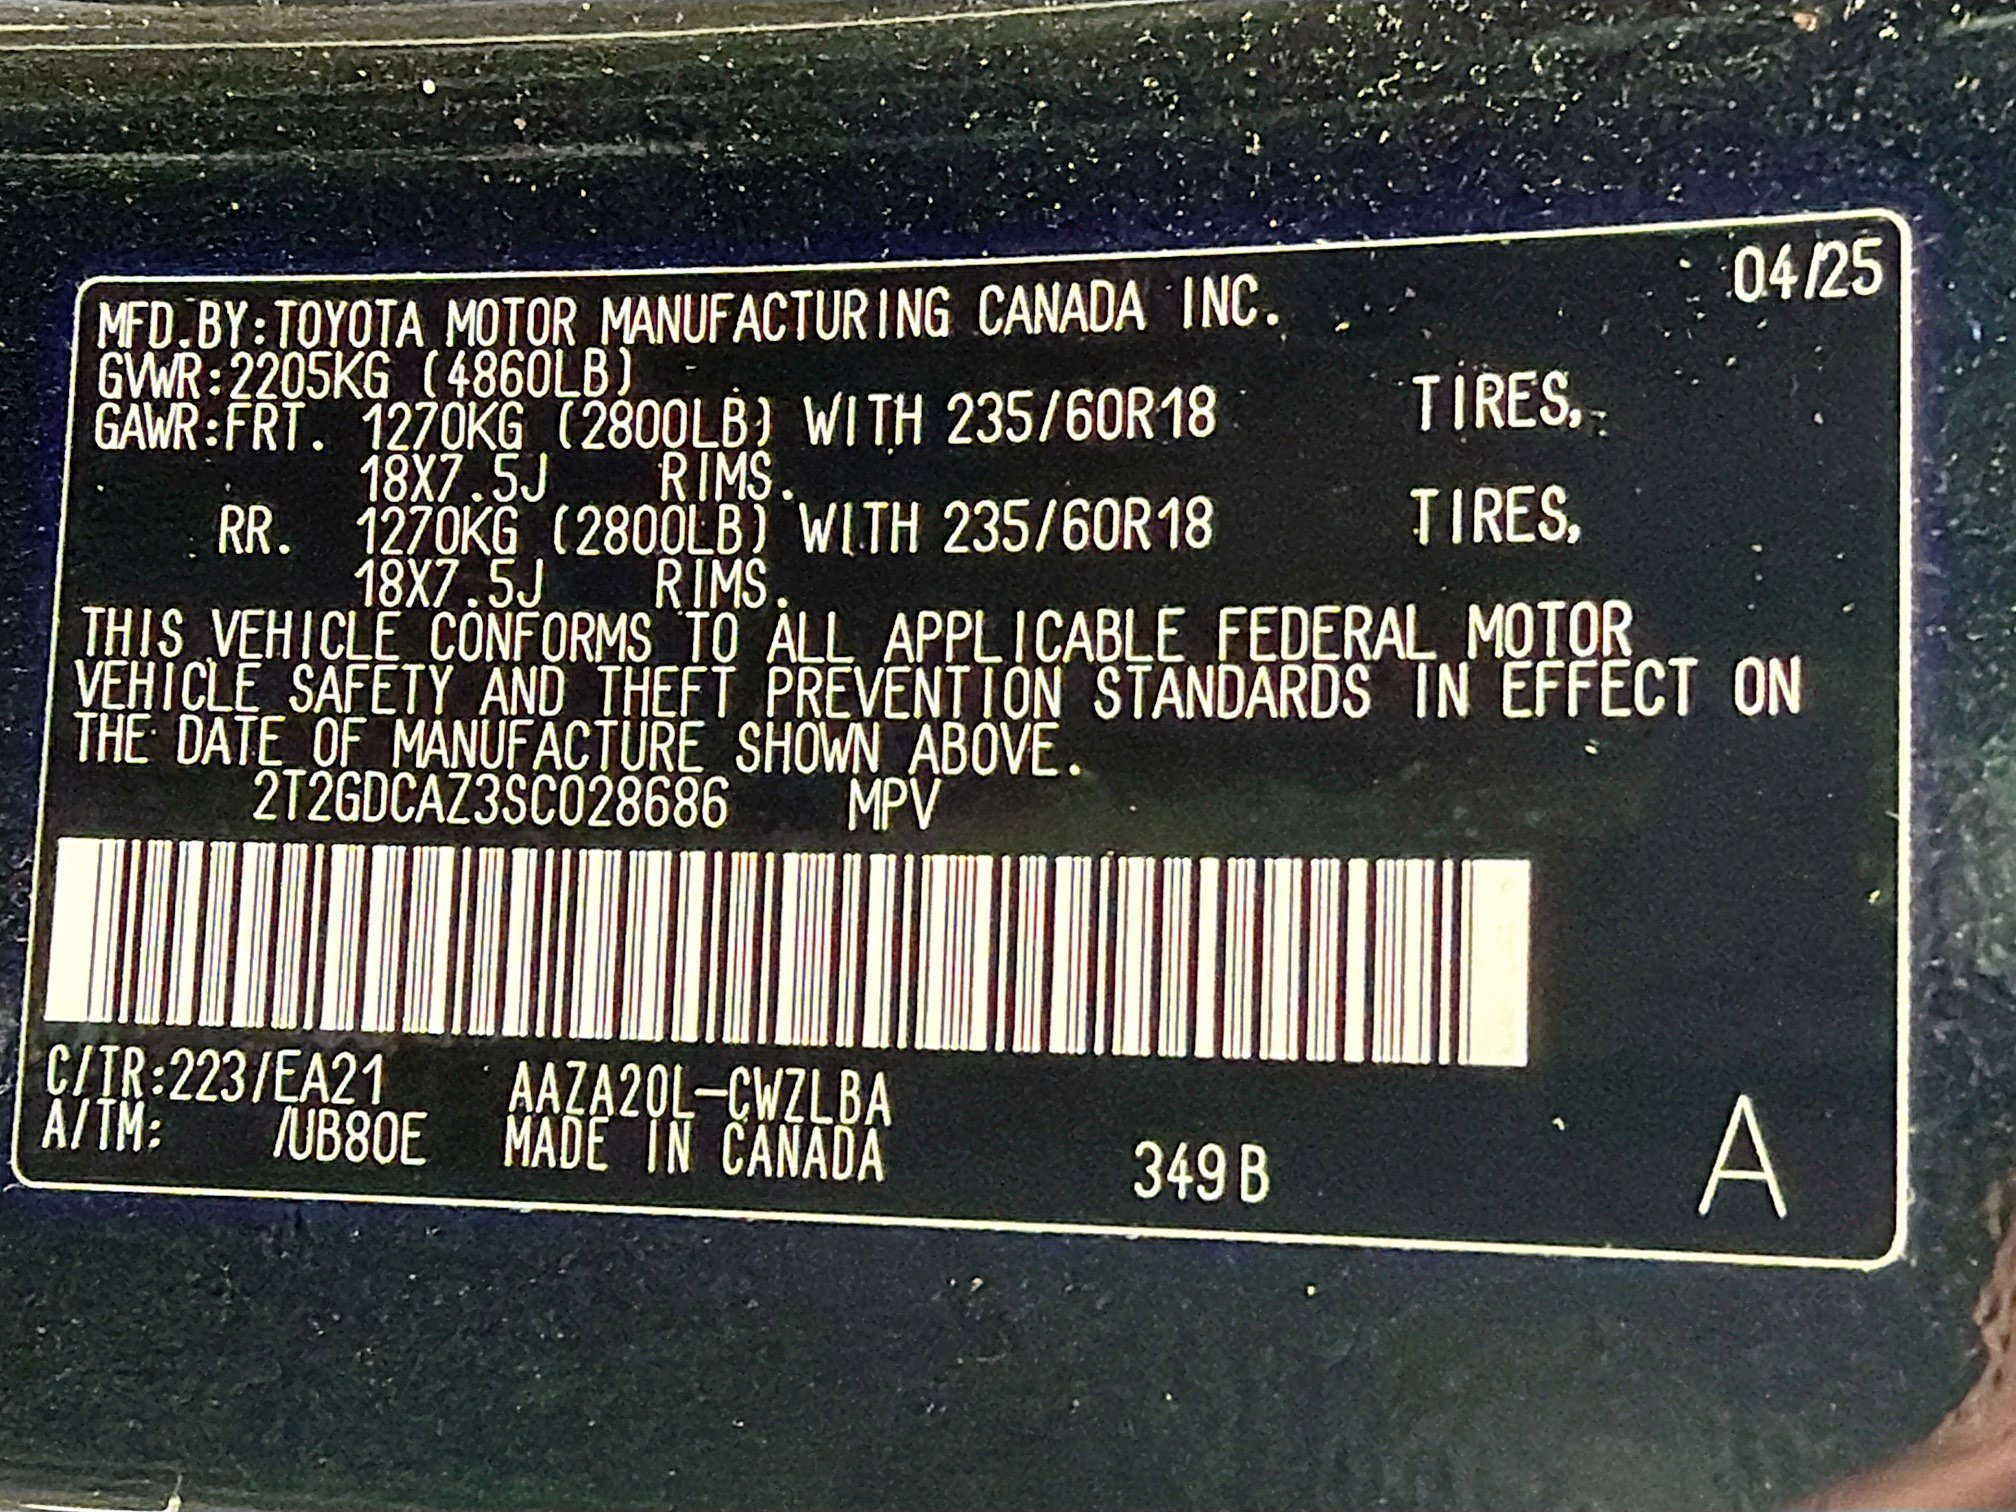 04/25
MFD.BY:TOYOTA MOTOR MANUFACTURING CANADA INC.
GVWR:2205KG (4860LB)
GAWR:FRT. 1270KG (2800LB) WITH 235/60R18 TIRES,
18X7.5J RIMS.
RR. 1270KG (2800LB) WITH 235/60R18 TIRES,
18X7.5J RIMS.
THIS VEHICLE CONFORMS TO ALL APPLICABLE FEDERAL MOTOR
VEHICLE SAFETY AND THEFT PREVENTION STANDARDS IN EFFECT ON
THE DATE OF MANUFACTURE SHOWN ABOVE.
2T2GDCAZ3SC028686 MPV
C/TR:223/EA21 AAZA20L-CWZLBA
A/TM: /UB80E MADE IN CANADA 349B A